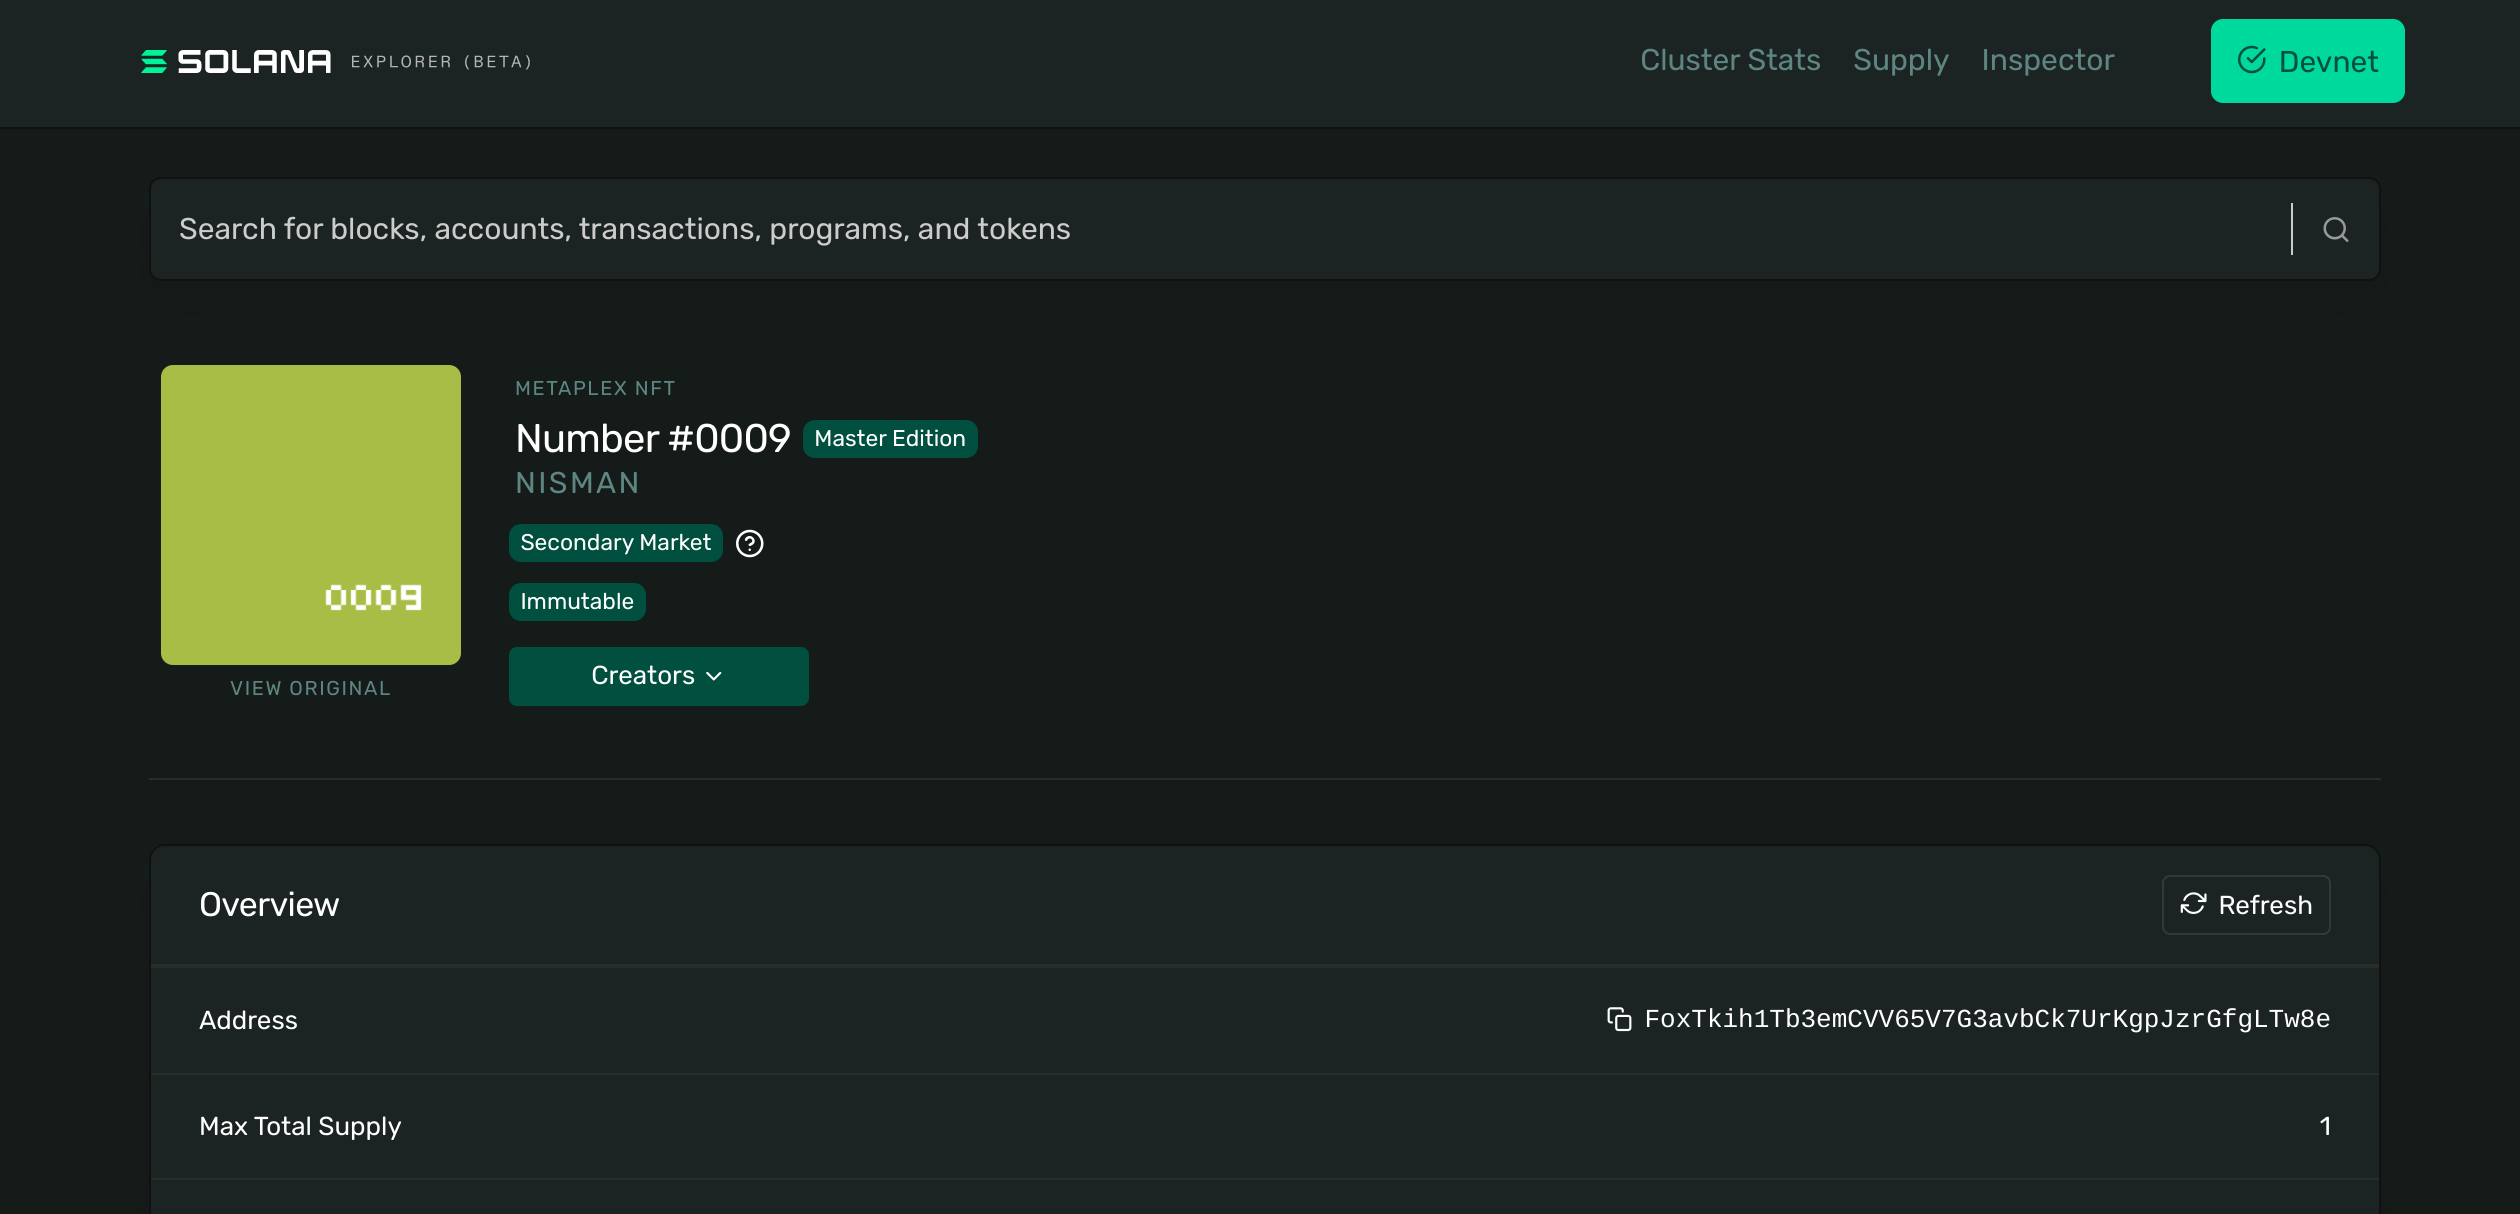 SOLANA EXPLORER (BETA)
Cluster Stats Supply Inspector Devnet
Search for blocks, accounts, transactions, programs, and tokens
METAPLEX NFT
Number #0009 Master Edition
NISMAN
Secondary Market
Immutable
Creators
0009
VIEW ORIGINAL
Overview
Refresh
Address
FoxTkih1Tb3emCVV65V7G3avbCk7UrKgpJzrGfgLTw8e
Max Total Supply
1